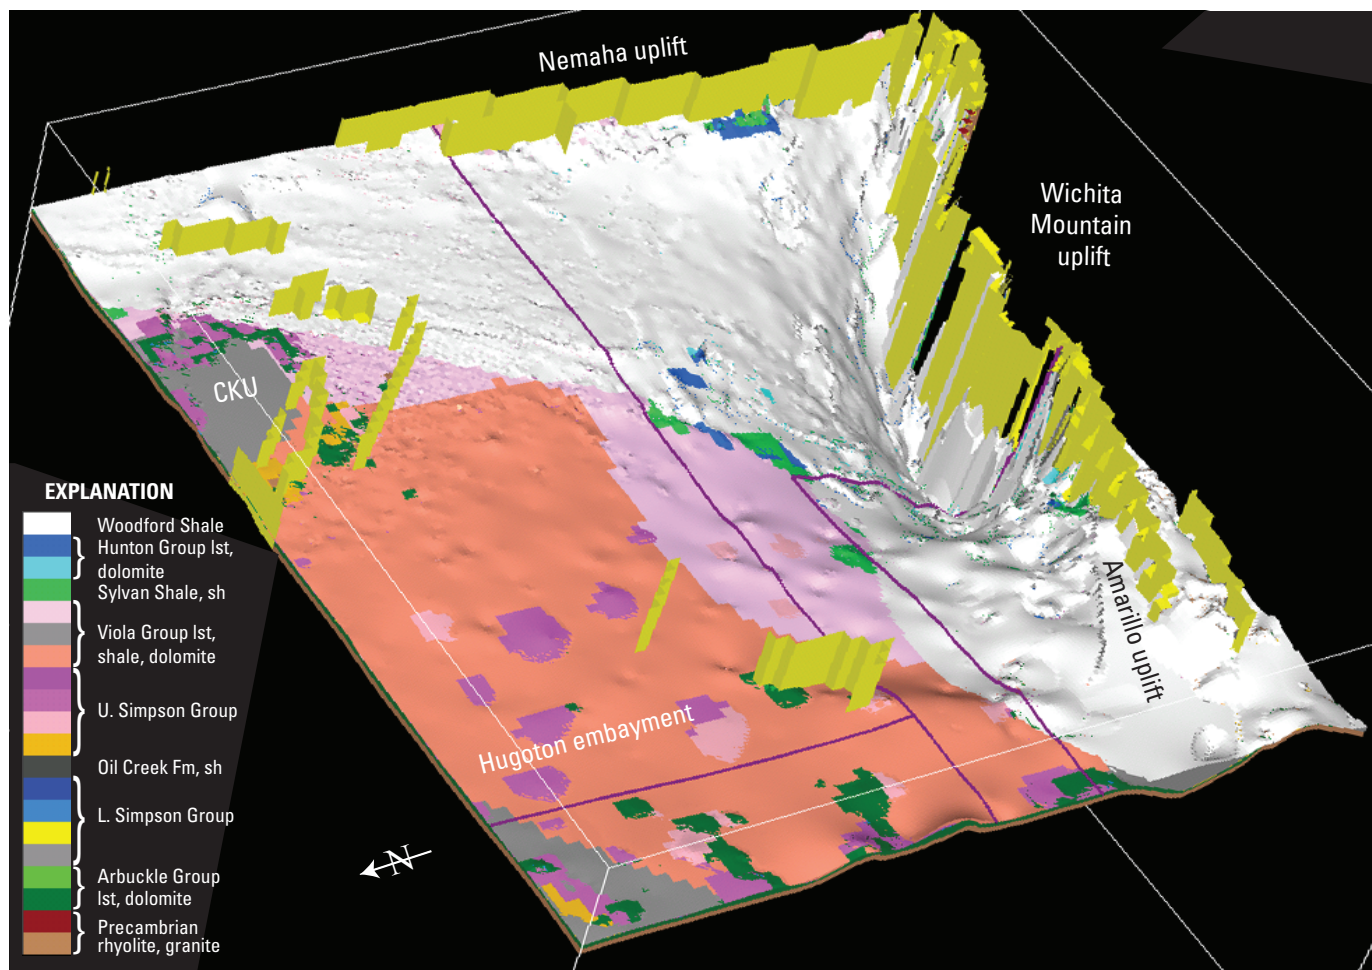 Nemaha uplift
Wichita
Mountain
uplift
CKU
Amarillo uplift
Hugoton embayment
N
EXPLANATION
Woodford Shale
Hunton Group lst,
dolomite
Sylvan Shale, sh
Viola Group lst,
shale, dolomite
U. Simpson Group
Oil Creek Fm, sh
L. Simpson Group
Arbuckle Group
lst, dolomite
Precambrian
rhyolite, granite